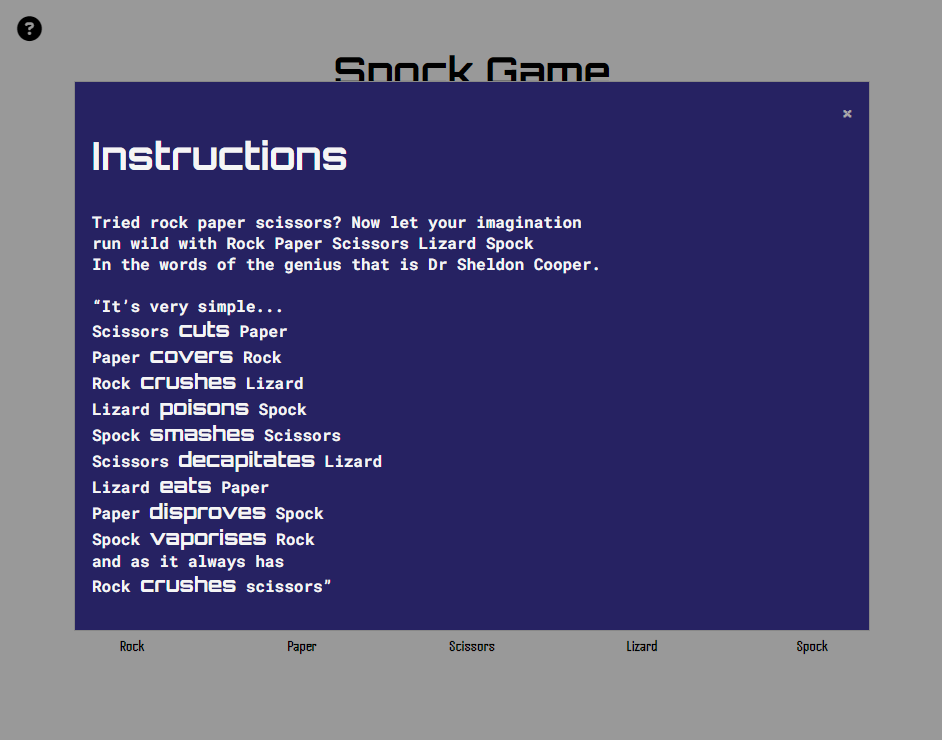 ?
Spock Game
×
Instructions
Tried rock paper scissors? Now let your imagination
run wild with Rock Paper Scissors Lizard Spock
In the words of the genius that is Dr Sheldon Cooper.
“It’s very simple...
Scissors cuts Paper
Paper covers Rock
Rock crushes Lizard
Lizard poisons Spock
Spock smashes Scissors
Scissors decapitates Lizard
Lizard eats Paper
Paper disproves Spock
Spock vaporises Rock
and as it always has
Rock crushes scissors”
Rock Paper Scissors Lizard Spock